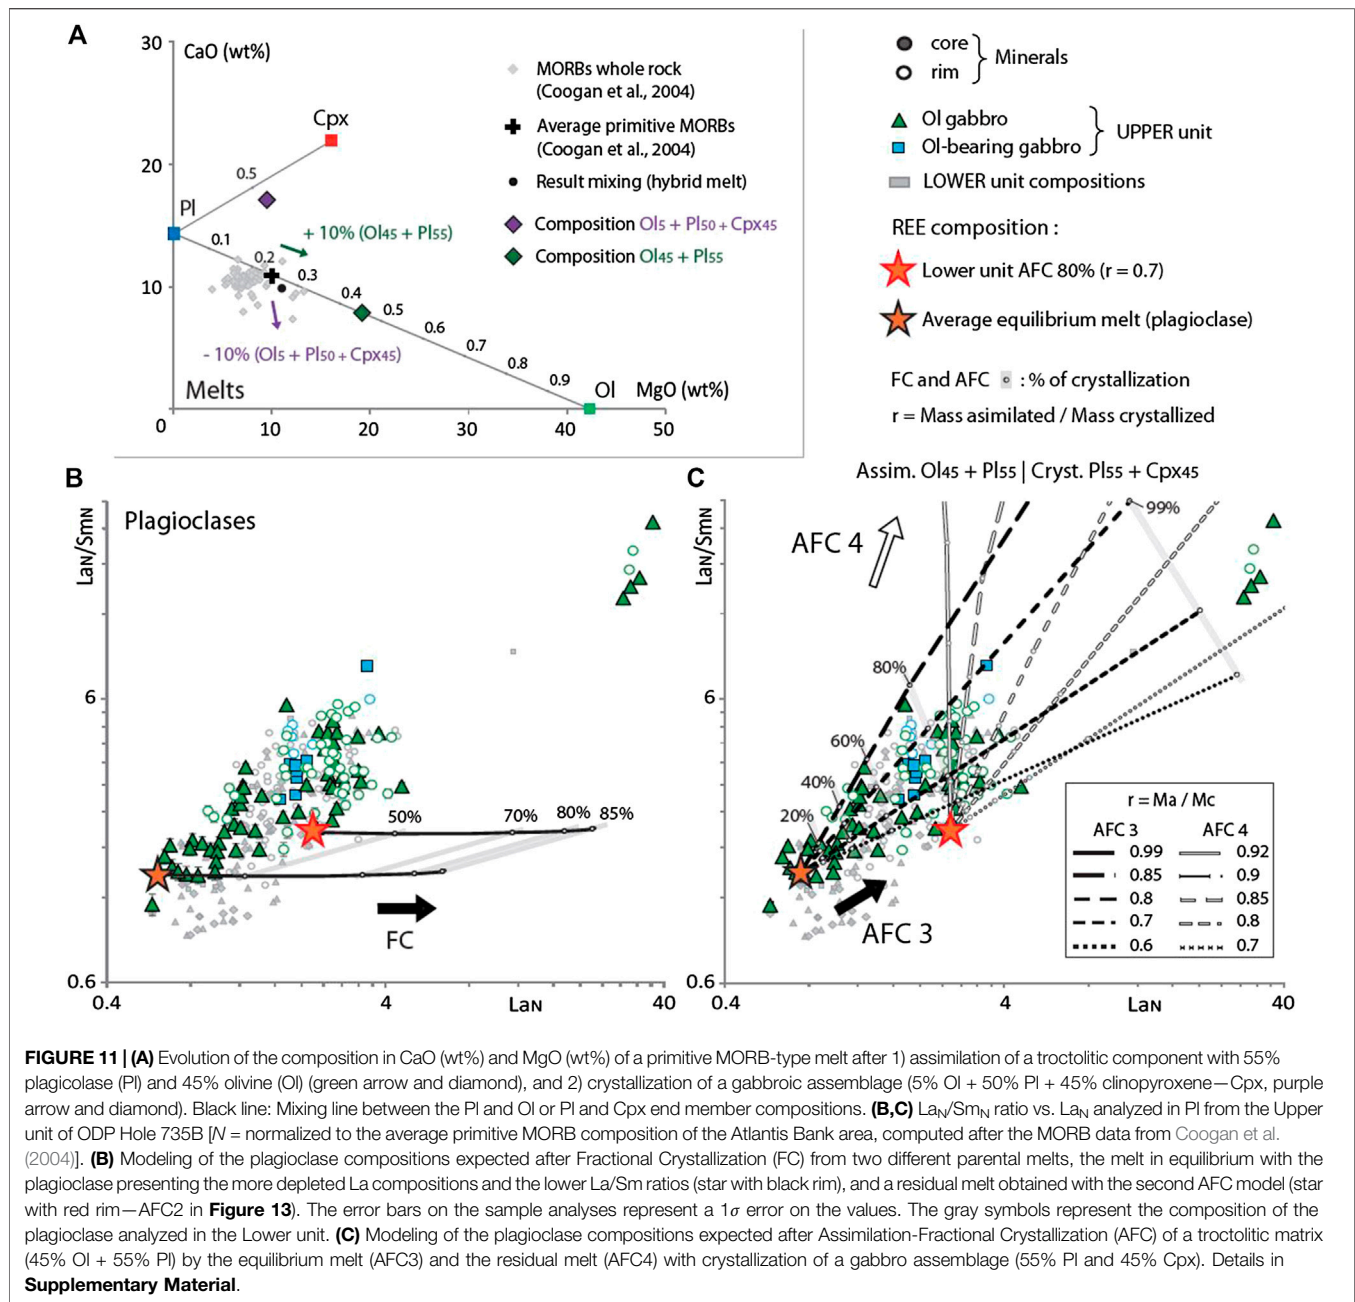 A
CaO (wt%)
30
20
10
0
10
20
30
40
50
MgO (wt%)
Cpx
Pl
Ol
0.5
0.1
0.2
0.3
0.4
0.5
0.6
0.7
0.8
0.9
+ 10% (Ol45 + Pl55)
- 10% (Ol5 + Pl50 + Cpx45)
Melts
MORBs whole rock
(Coogan et al., 2004)
Average primitive MORBs
(Coogan et al., 2004)
Result mixing (hybrid melt)
Composition Ol5 + Pl50 + Cpx45
Composition Ol45 + Pl55
core
rim
Minerals
Ol gabbro
Ol-bearing gabbro
UPPER unit
LOWER unit compositions
REE composition :
Lower unit AFC 80% (r = 0.7)
Average equilibrium melt (plagioclase)
FC and AFC : % of crystallization
r = Mass asimilated / Mass crystallized
B
Plagioclases
LaN/SmN
6
0.6
0.4
4
40
LaN
50%
70%
80%
85%
FC
C
Assim. Ol45 + Pl55 | Cryst. Pl55 + Cpx45
LaN/SmN
6
0.6
0.4
4
40
LaN
AFC 4
AFC 3
99%
80%
60%
40%
20%
r = Ma / Mc
AFC 3 AFC 4
0.99 0.92
0.85 0.9
0.8 0.85
0.7 0.8
0.6 0.7
FIGURE 11 | (A) Evolution of the composition in CaO (wt%) and MgO (wt%) of a primitive MORB-type melt after 1) assimilation of a troctolitic component with 55%
plagicolase (Pl) and 45% olivine (Ol) (green arrow and diamond), and 2) crystallization of a gabbroic assemblage (5% Ol + 50% Pl + 45% clinopyroxene—Cpx, purple
arrow and diamond). Black line: Mixing line between the Pl and Ol or Pl and Cpx end member compositions. (B,C) LaN/SmN ratio vs. LaN analyzed in Pl from the Upper
unit of ODP Hole 735B [N = normalized to the average primitive MORB composition of the Atlantis Bank area, computed after the MORB data from Coogan et al.
(2004)]. (B) Modeling of the plagioclase compositions expected after Fractional Crystallization (FC) from two different parental melts, the melt in equilibrium with the
plagioclase presenting the more depleted La compositions and the lower La/Sm ratios (star with black rim), and a residual melt obtained with the second AFC model (star
with red rim—AFC2 in Figure 13). The error bars on the sample analyses represent a 1σ error on the values. The gray symbols represent the composition of the
plagioclase analyzed in the Lower unit. (C) Modeling of the plagioclase compositions expected after Assimilation-Fractional Crystallization (AFC) of a troctolitic matrix
(45% Ol + 55% Pl) by the equilibrium melt (AFC3) and the residual melt (AFC4) with crystallization of a gabbro assemblage (55% Pl and 45% Cpx). Details in
Supplementary Material.